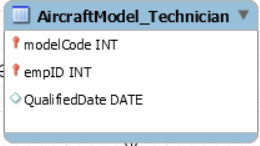 AircraftModel_Technician
modelCode INT
empID INT
QualifiedDate DATE